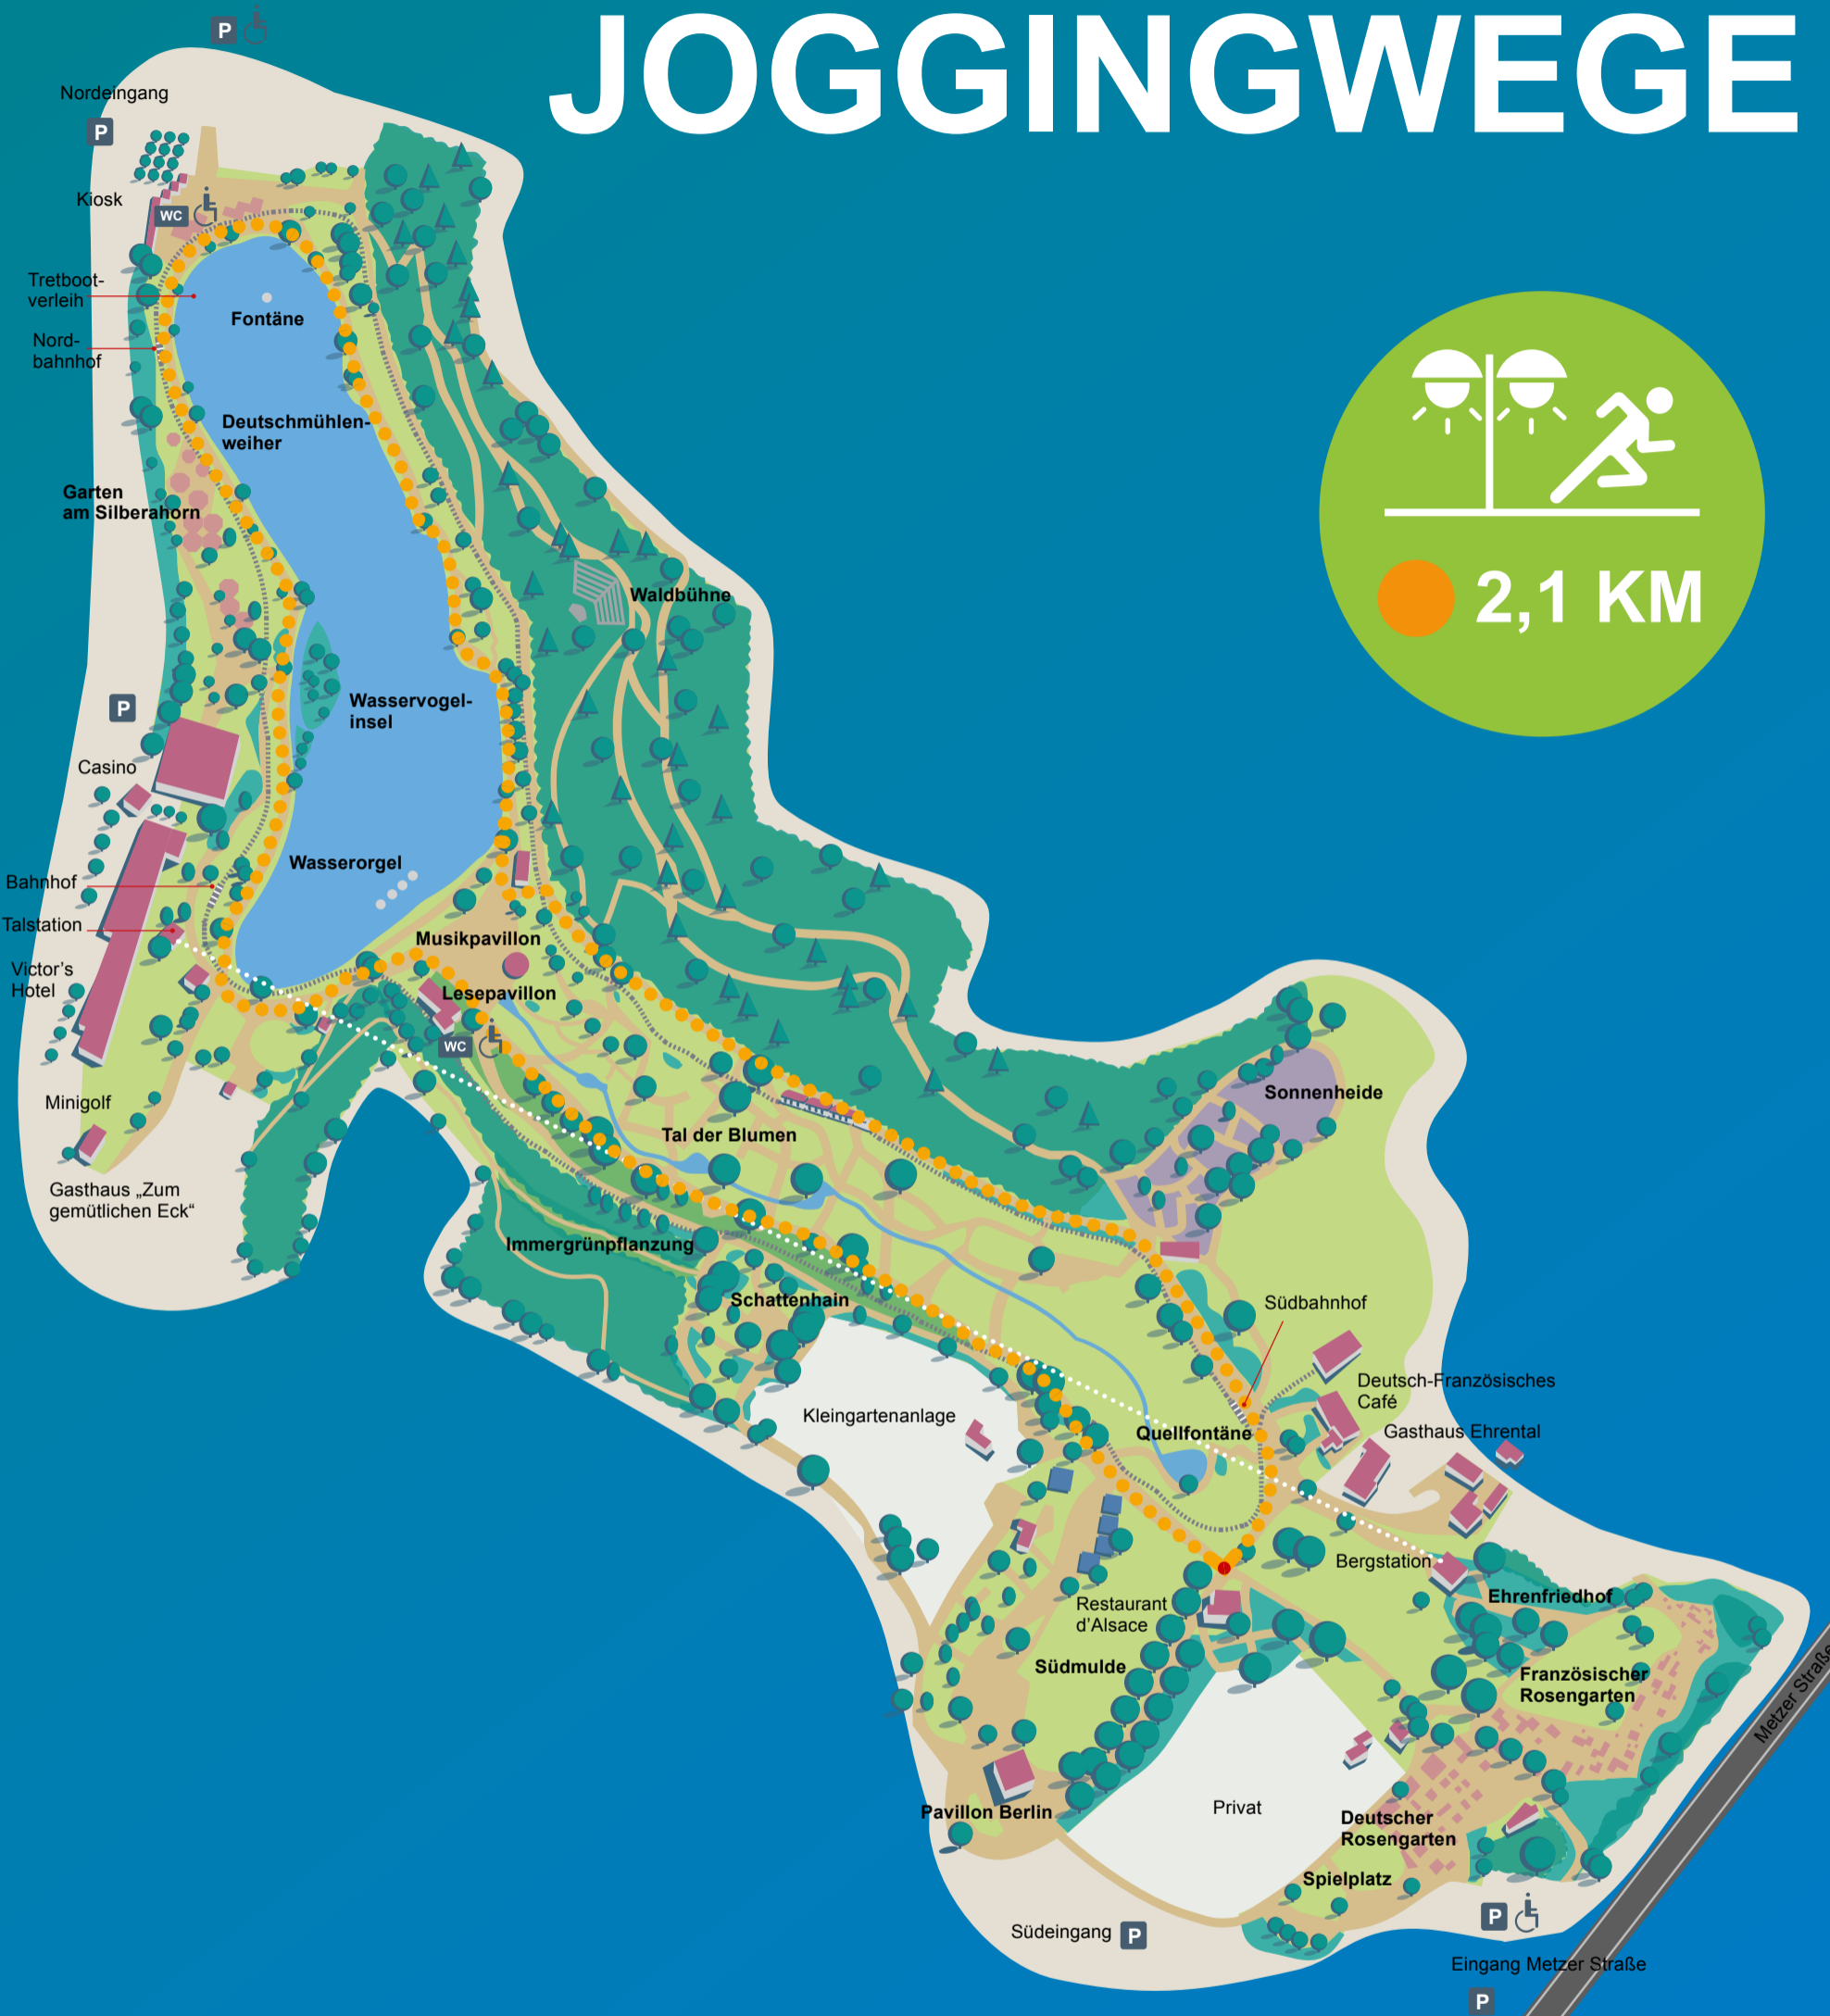 JOGGINGWEGE
P
Nordeingang
P
Kiosk
WC
Tretboot-
verleih
Fontäne
Nord-
bahnhof
Deutschmühlen-
weiher
Garten
am Silberahorn
2,1 KM
Waldbühne
P
Wasservogel-
insel
Casino
Wasserorgel
Bahnhof
Talstation
Musikpavillon
Victor's
Hotel
Lesepavillon
WC
Minigolf
Sonnenheide
Tal der Blumen
Gasthaus „Zum
gemütlichen Eck“
Immergrünpflanzung
Schattenhain
Südbahnhof
Deutsch-Französisches
Café
Kleingartenanlage
Quellfontäne
Gasthaus Ehrental
Bergstation
Ehrenfriedhof
Restaurant
d'Alsace
Südmulde
Französischer
Rosengarten
Metzer Straße
Pavillon Berlin
Privat
Deutscher
Rosengarten
Spielplatz
Südeingang
P
P
Eingang Metzer Straße
P